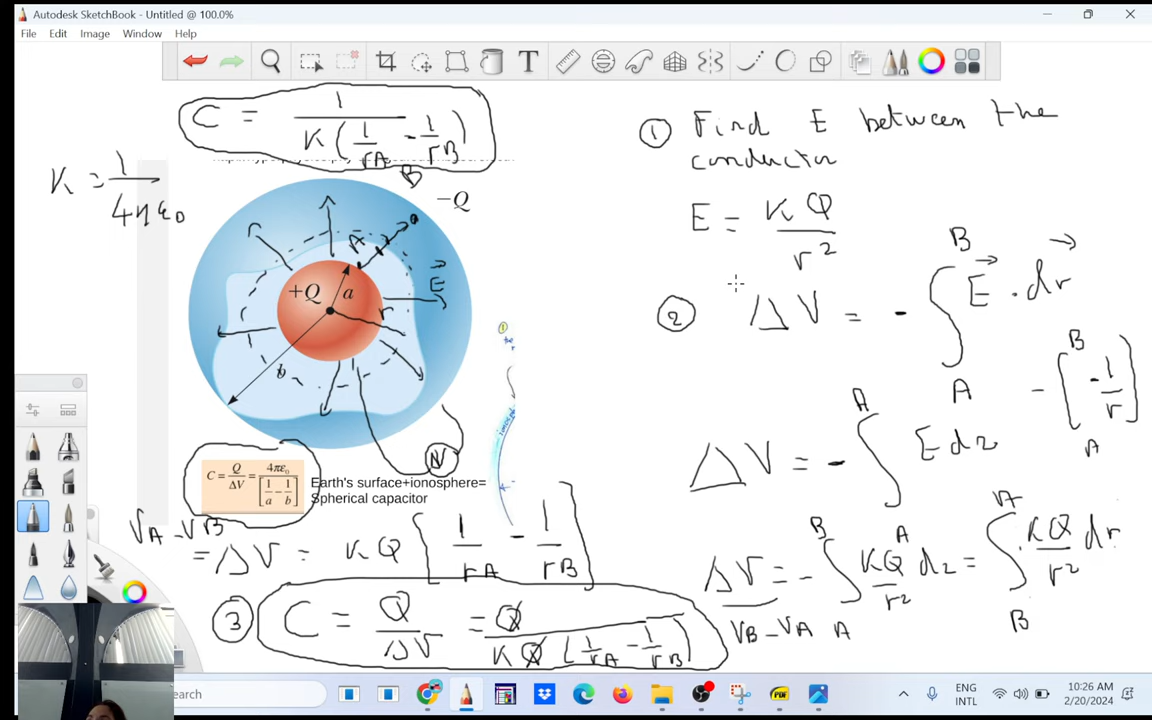 Autodesk SketchBook - Untitled @ 100.0%
File Edit Image Window Help
C = 1 / K(1/rA - 1/rB)
K = 1 / 4πε0
B
-Q
A
E
+Q a
r
b
N
C = Q/ΔV = 4πε0 / [1/a - 1/b]
Earth's surface+ionosphere=
Spherical capacitor
VA - VB
= ΔV = KQ [1/rA - 1/rB]
3 C = Q/ΔV = Q / KQ(1/rA - 1/rB)
1 Find E between the
conductor
E = KQ / r²
2 ΔV = - ∫ B A E . dr
- [-1/r] B A
ΔV = - ∫ A A E dr
ΔV = - ∫ B A KQ/r² dr = ∫ A B KQ/r² dr
VB - VA
earch
ENG
INTL
10:26 AM
2/20/2024